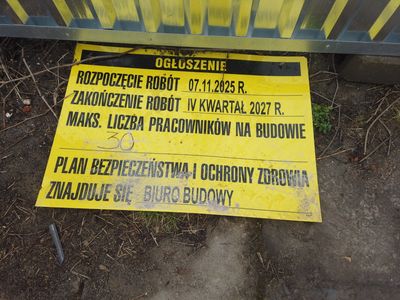 OGŁOSZENIE
ROZPOCZĘCIE ROBÓT 07.11.2025 R.
ZAKOŃCZENIE ROBÓT IV KWARTAŁ 2027 R.
MAKS. LICZBA PRACOWNIKÓW NA BUDOWIE
30
PLAN BEZPIECZEŃSTWA I OCHRONY ZDROWIA
ZNAJDUJE SIĘ BIURO BUDOWY